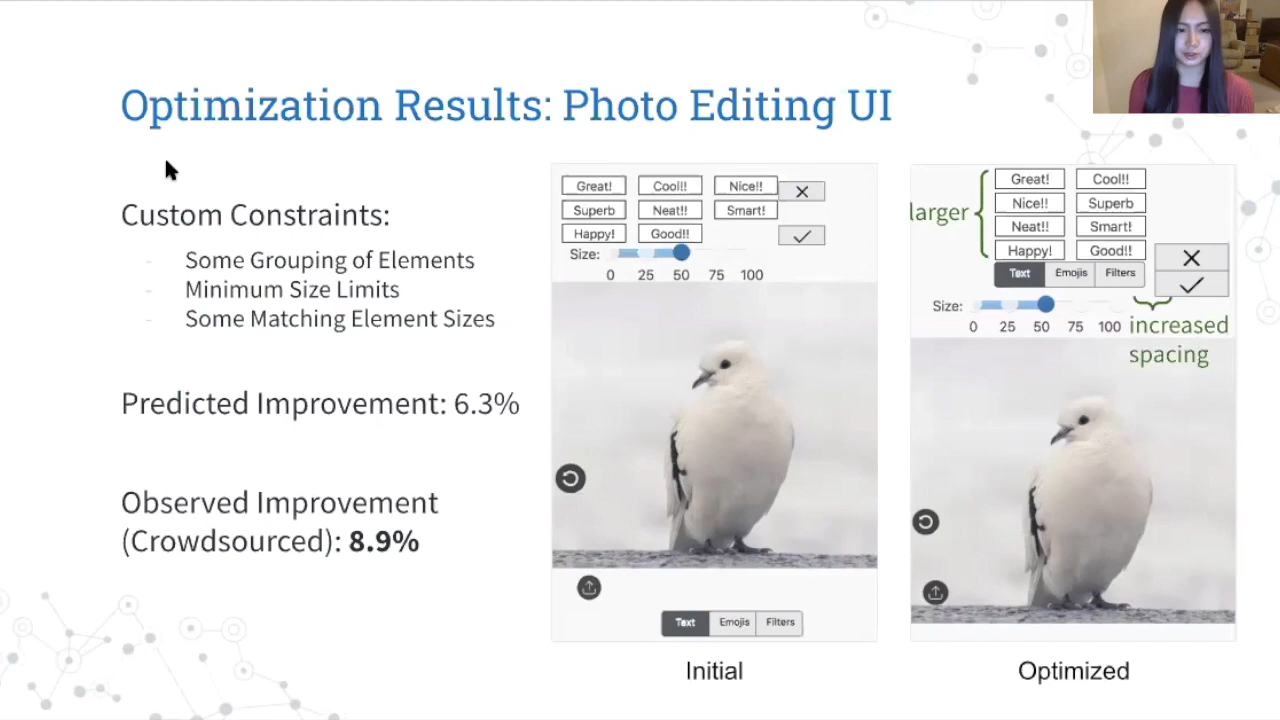 Optimization Results: Photo Editing UI
Custom Constraints:
- Some Grouping of Elements
- Minimum Size Limits
- Some Matching Element Sizes
Predicted Improvement: 6.3%
Observed Improvement
(Crowdsourced): 8.9%
Great! Cool!! Nice!!
Superb Neat!! Smart!
Happy! Good!!
Size:
0 25 50 75 100
Text Emojis Filters
Initial
larger
Great! Cool!!
Nice!! Superb
Neat!! Smart!
Happy! Good!!
Text Emojis Filters
Size:
0 25 50 75 100
increased
spacing
Optimized